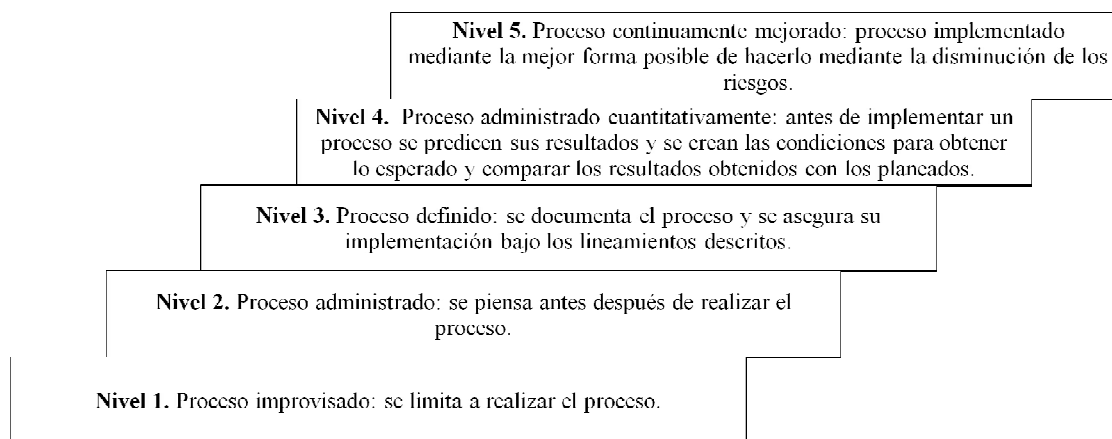 Nivel 5. Proceso continuamente mejorado: proceso implementado
mediante la mejor forma posible de hacerlo mediante la disminución de los
riesgos.
Nivel 4. Proceso administrado cuantitativamente: antes de implementar un
proceso se predicen sus resultados y se crean las condiciones para obtener
lo esperado y comparar los resultados obtenidos con los planeados.
Nivel 3. Proceso definido: se documenta el proceso y se asegura su
implementación bajo los lineamientos descritos.
Nivel 2. Proceso administrado: se piensa antes después de realizar el
proceso.
Nivel 1. Proceso improvisado: se limita a realizar el proceso.